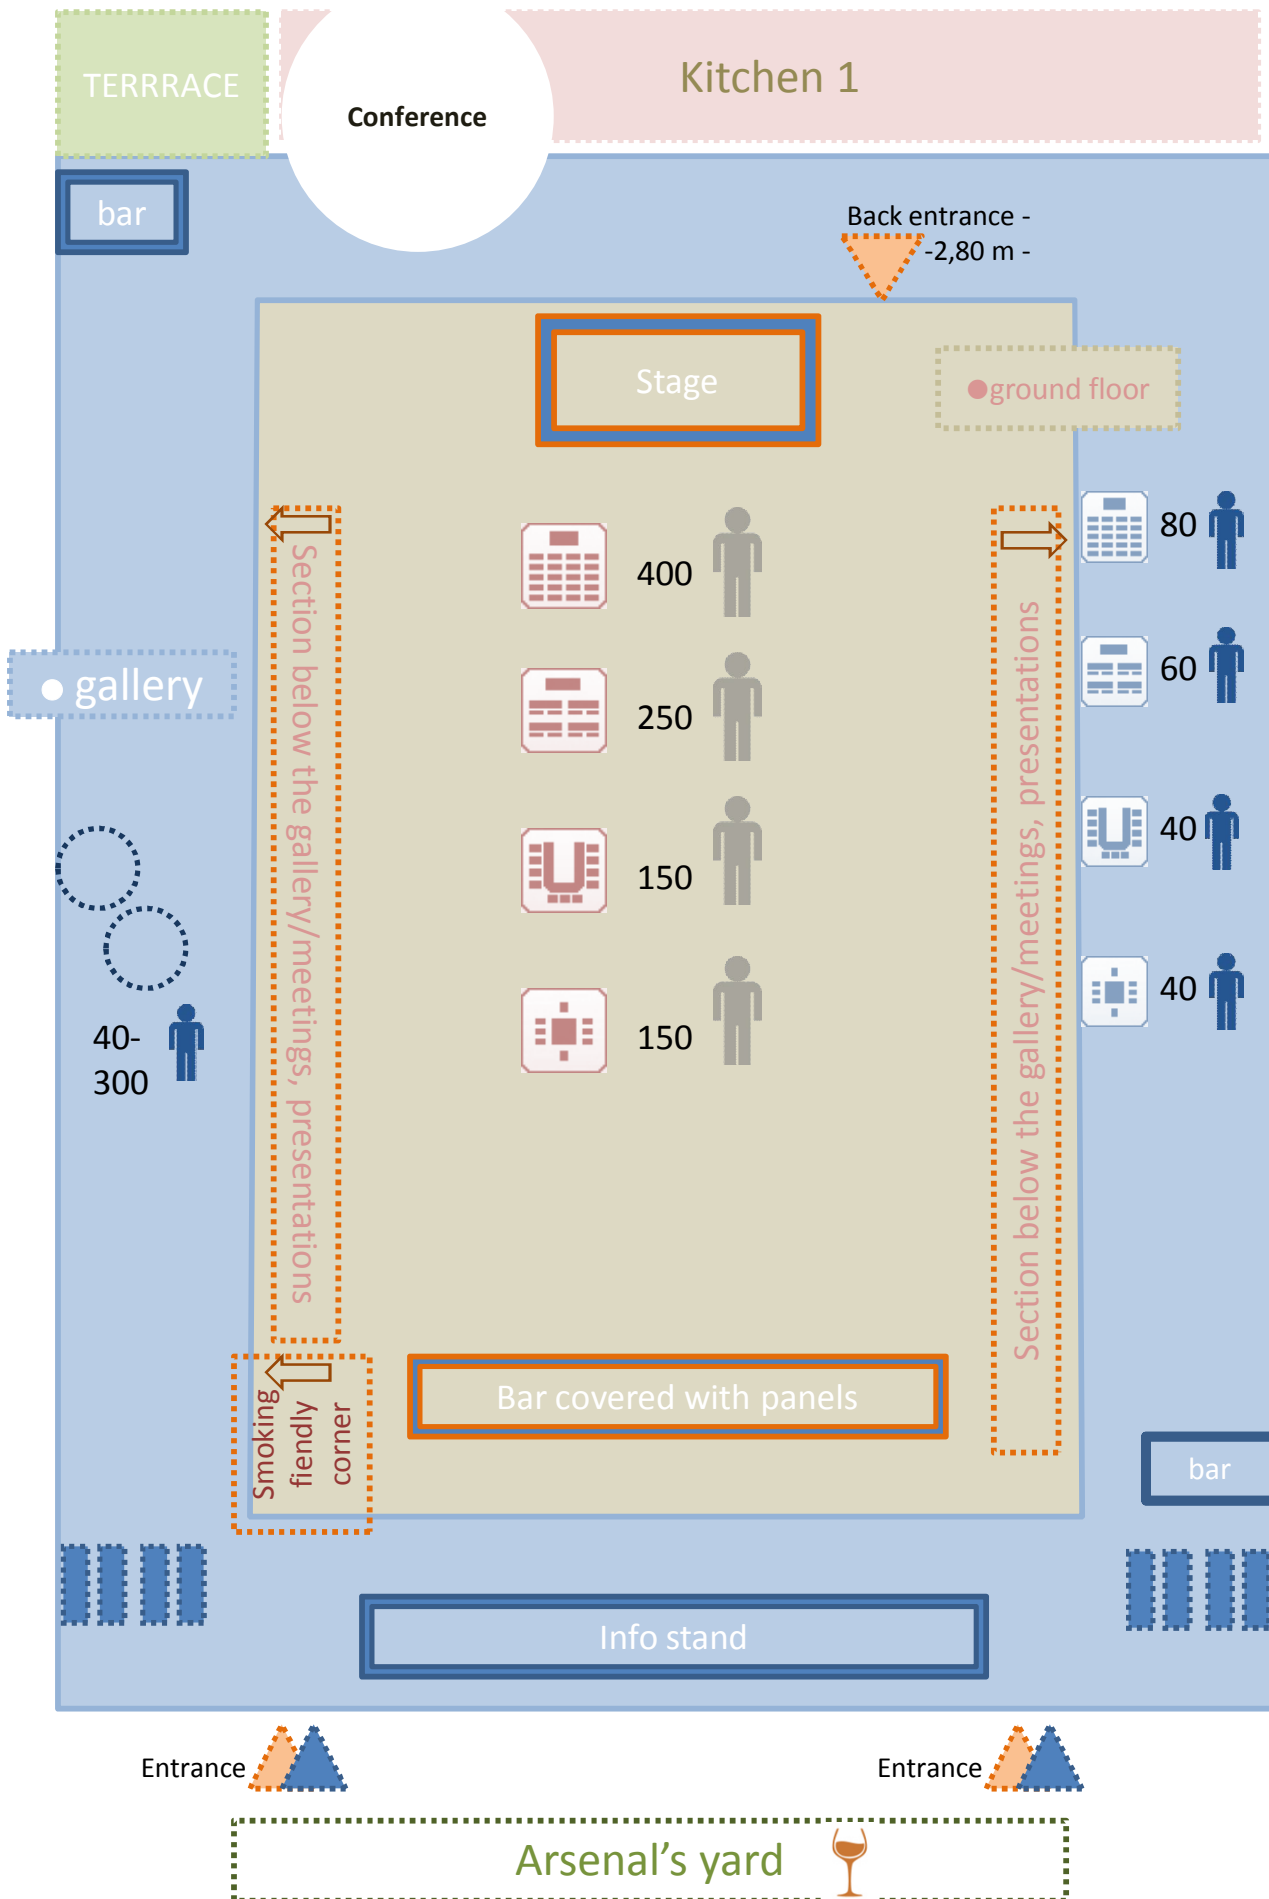 TERRRACE
Conference
Kitchen 1
bar
Back entrance -
-2,80 m -
Stage
●ground floor
400
80
250
60
● gallery
150
40
150
40
40-
300
Section below the gallery/meetings, presentations
Section below the gallery/meetings, presentations
Smoking
fiendly
corner
Bar covered with panels
bar
Info stand
Entrance
Entrance
Arsenal’s yard